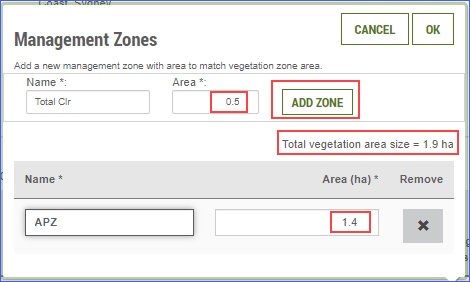 Coast, Sydney
Management Zones
CANCEL
OK
Add a new management zone with area to match vegetation zone area.
Name *:
Area *:
Total Clr
0.5
ADD ZONE
Total vegetation area size = 1.9 ha
Name *
Area (ha) *
Remove
APZ
1.4